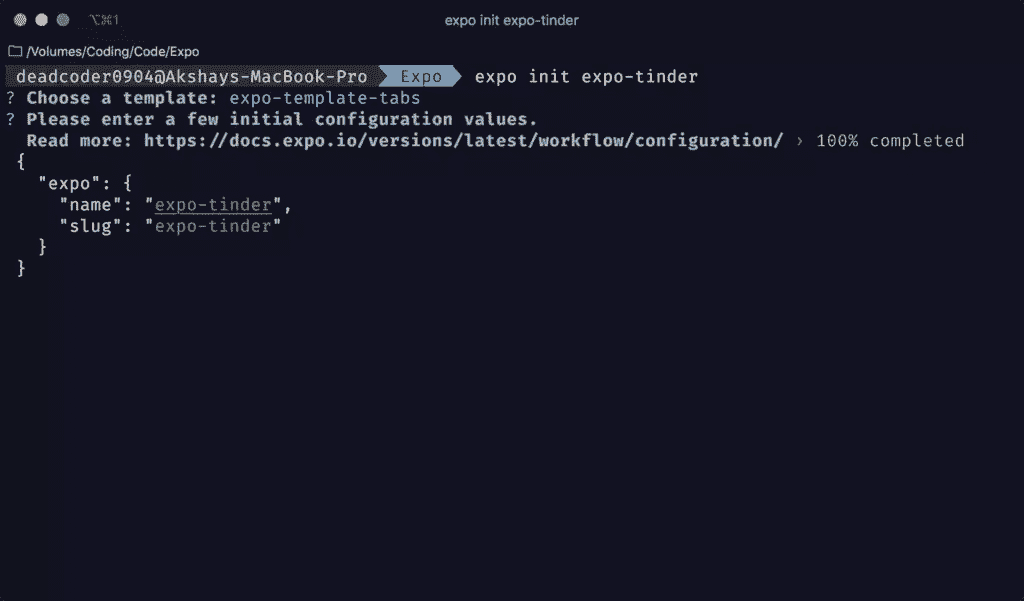 ⌥⌘1 expo init expo-tinder
/Volumes/Coding/Code/Expo
deadcoder0904@Akshays-MacBook-Pro Expo expo init expo-tinder
? Choose a template: expo-template-tabs
? Please enter a few initial configuration values.
Read more: https://docs.expo.io/versions/latest/workflow/configuration/ › 100% completed
{
"expo": {
"name": "expo-tinder",
"slug": "expo-tinder"
}
}